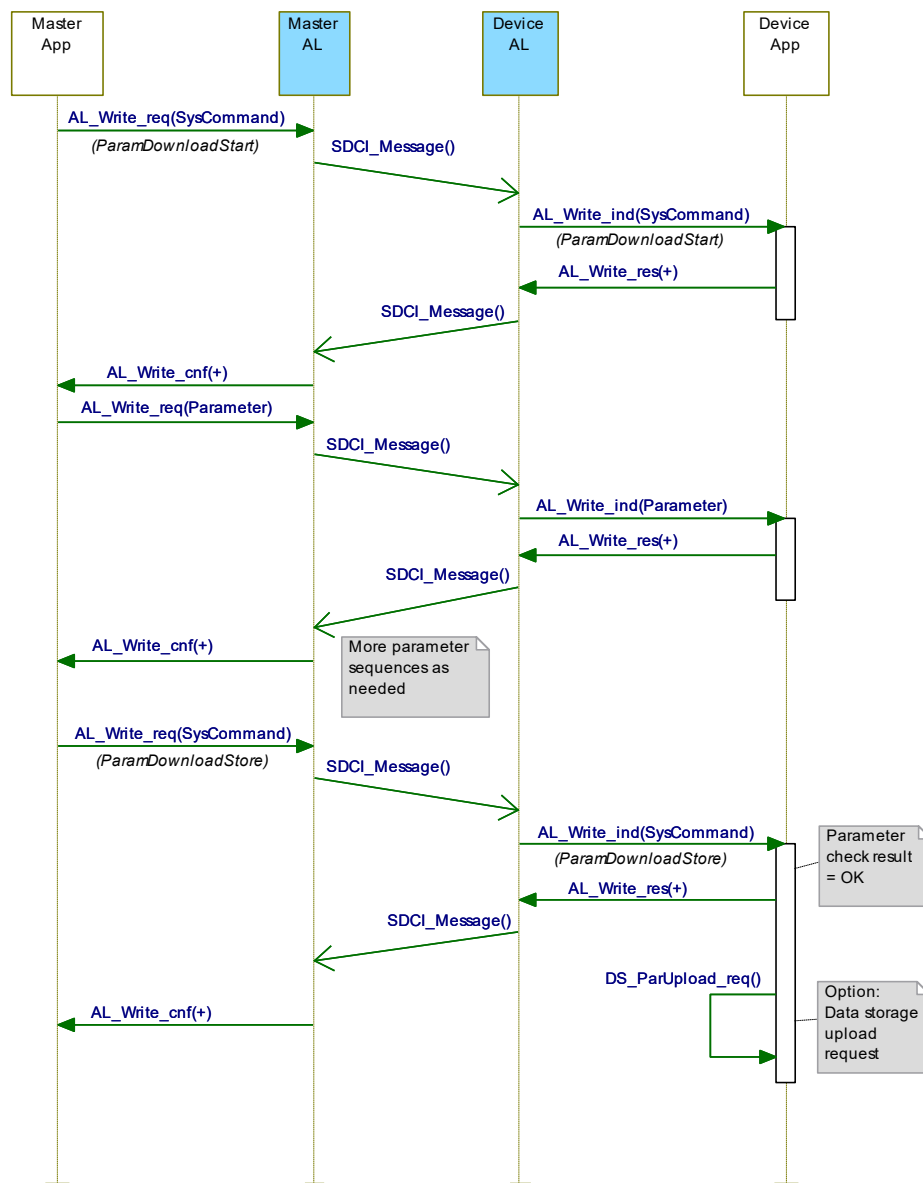 Master
App
Master
AL
Device
AL
Device
App
AL_Write_req(SysCommand)
(ParamDownloadStart)
SDCI_Message()
AL_Write_ind(SysCommand)
(ParamDownloadStart)
AL_Write_res(+)
SDCI_Message()
AL_Write_cnf(+)
AL_Write_req(Parameter)
SDCI_Message()
AL_Write_ind(Parameter)
AL_Write_res(+)
SDCI_Message()
AL_Write_cnf(+)
More parameter
sequences as
needed
AL_Write_req(SysCommand)
(ParamDownloadStore)
SDCI_Message()
AL_Write_ind(SysCommand)
(ParamDownloadStore)
Parameter
check result
= OK
AL_Write_res(+)
SDCI_Message()
DS_ParUpload_req()
Option:
Data storage
upload
request
AL_Write_cnf(+)